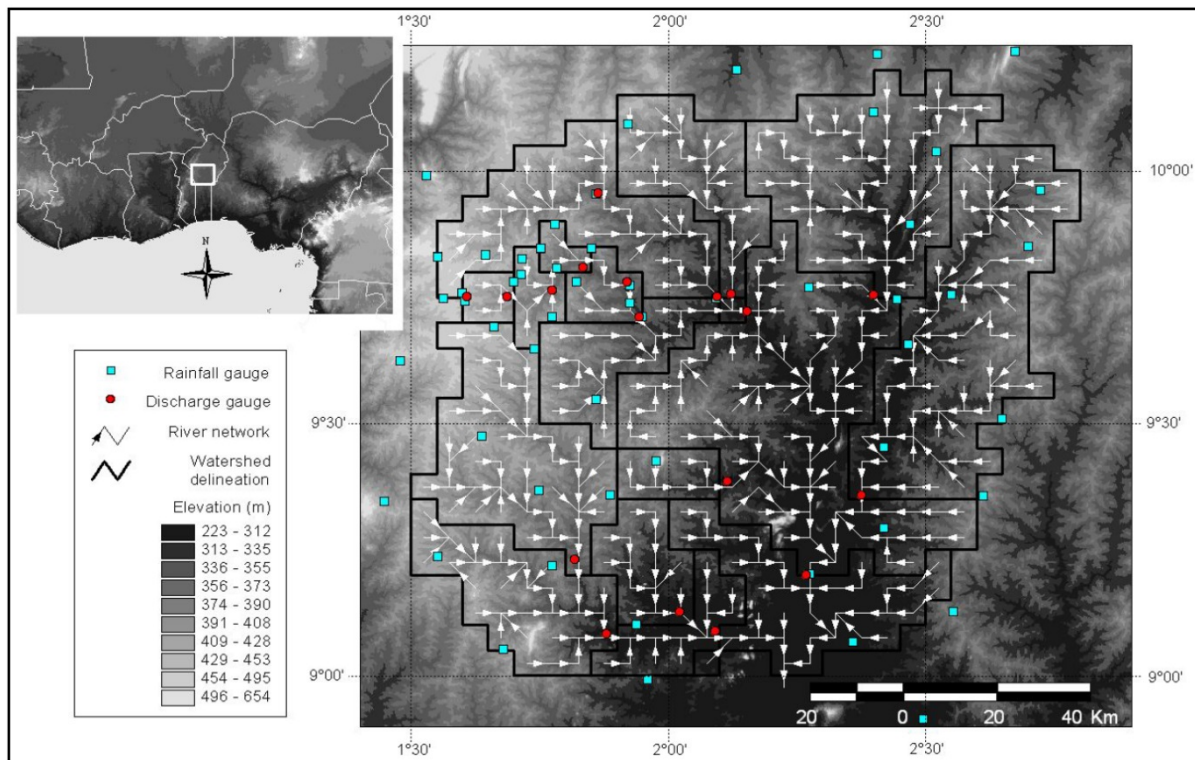 1°30'
2°00'
2°30'
N
10°00'
10°00'
Rainfall gauge
Discharge gauge
River network
Watershed
delineation
Elevation (m)
223 - 312
313 - 335
336 - 355
356 - 373
374 - 390
391 - 408
409 - 428
429 - 453
454 - 495
496 - 654
9°30'
9°30'
9°00'
9°00'
20 0 20 40 Km
1°30'
2°00'
2°30'